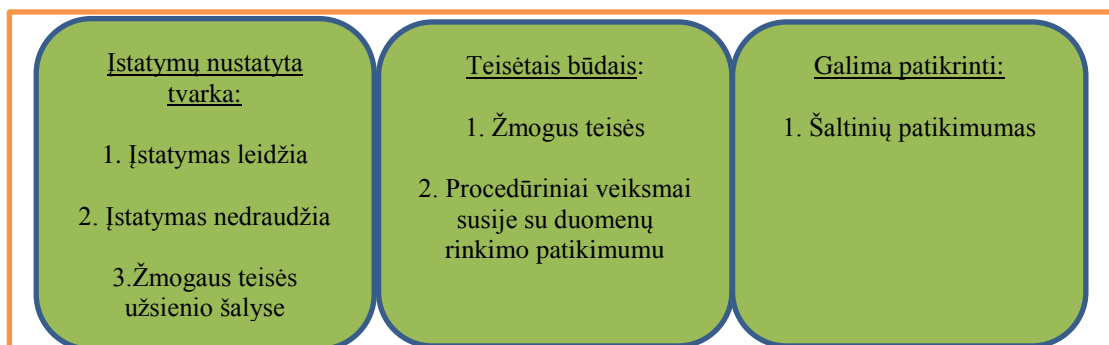 Įstatymų nustatyta
tvarka:
1. Įstatymas leidžia
2. Įstatymas nedraudžia
3.Žmogaus teisės
užsienio šalyse
Teisėtais būdais:
1. Žmogus teisės
2. Procedūriniai veiksmai
susije su duomenų
rinkimo patikimumu
Galima patikrinti:
1. Šaltinių patikimumas